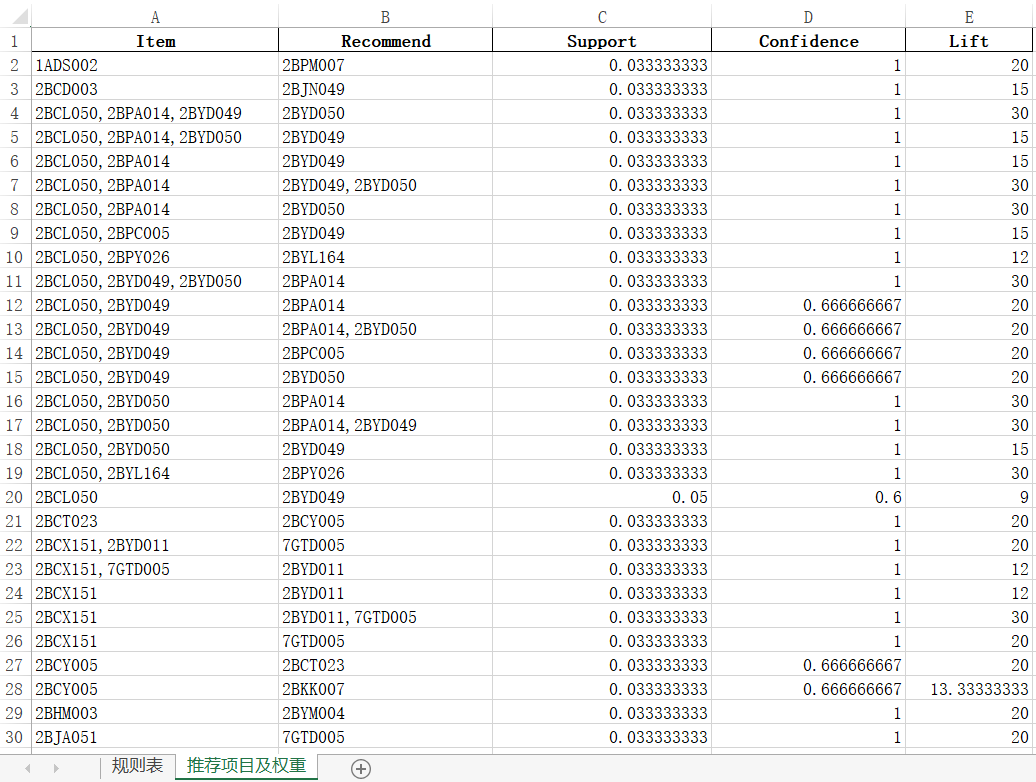 A B C D E
1 Item Recommend Support Confidence Lift
2 1ADS002 2BPM007 0.033333333 1 20
3 2BCD003 2BJN049 0.033333333 1 15
4 2BCL050,2BPA014,2BYD049 2BYD050 0.033333333 1 30
5 2BCL050,2BPA014,2BYD050 2BYD049 0.033333333 1 15
6 2BCL050,2BPA014 2BYD049 0.033333333 1 15
7 2BCL050,2BPA014 2BYD049,2BYD050 0.033333333 1 30
8 2BCL050,2BPA014 2BYD050 0.033333333 1 30
9 2BCL050,2BPC005 2BYD049 0.033333333 1 15
10 2BCL050,2BPY026 2BYL164 0.033333333 1 12
11 2BCL050,2BYD049,2BYD050 2BPA014 0.033333333 1 30
12 2BCL050,2BYD049 2BPA014 0.033333333 0.666666667 20
13 2BCL050,2BYD049 2BPA014,2BYD050 0.033333333 0.666666667 20
14 2BCL050,2BYD049 2BPC005 0.033333333 0.666666667 20
15 2BCL050,2BYD049 2BYD050 0.033333333 0.666666667 20
16 2BCL050,2BYD050 2BPA014 0.033333333 1 30
17 2BCL050,2BYD050 2BPA014,2BYD049 0.033333333 1 30
18 2BCL050,2BYD050 2BYD049 0.033333333 1 15
19 2BCL050,2BYL164 2BPY026 0.033333333 1 30
20 2BCL050 2BYD049 0.05 0.6 9
21 2BCT023 2BCY005 0.033333333 1 20
22 2BCX151,2BYD011 7GTD005 0.033333333 1 20
23 2BCX151,7GTD005 2BYD011 0.033333333 1 12
24 2BCX151 2BYD011 0.033333333 1 12
25 2BCX151 2BYD011,7GTD005 0.033333333 1 30
26 2BCX151 7GTD005 0.033333333 1 20
27 2BCY005 2BCT023 0.033333333 0.666666667 20
28 2BCY005 2BKK007 0.033333333 0.666666667 13.33333333
29 2BHM003 2BYM004 0.033333333 1 20
30 2BJA051 7GTD005 0.033333333 1 20
规则表 推荐项目及权重